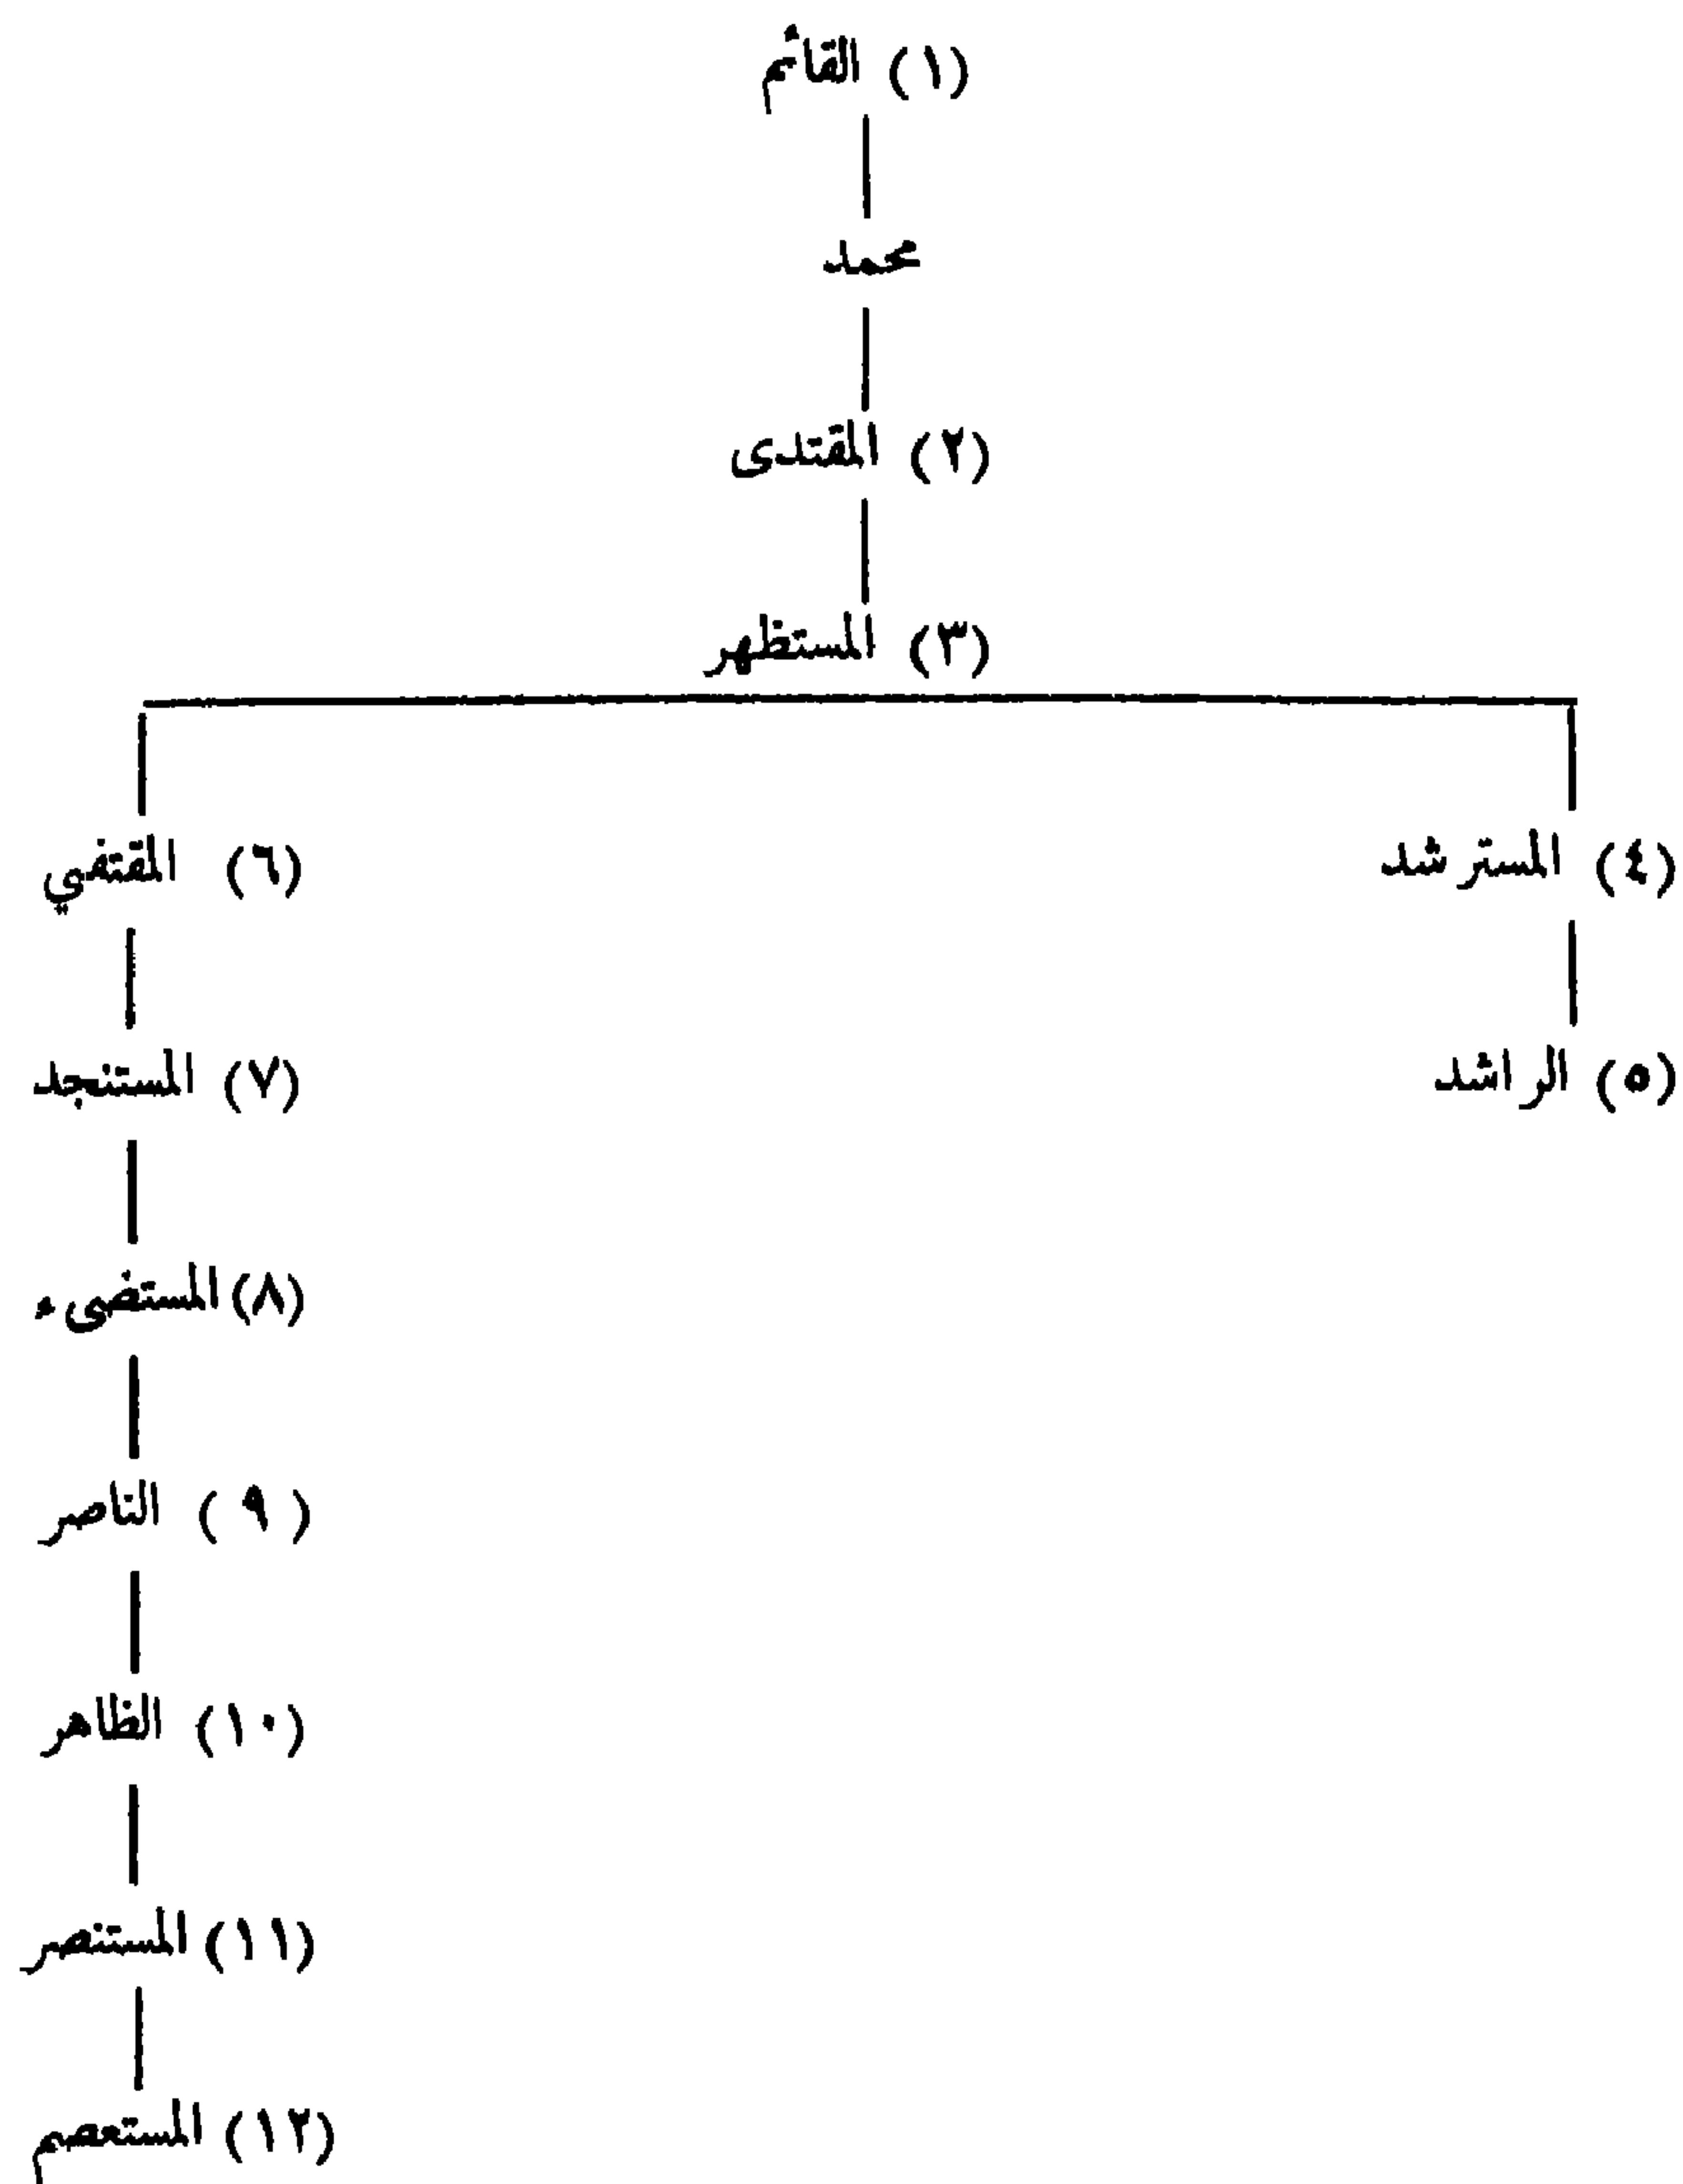 (١) القائم
محمد
(٢) المقتدى
(٣) المستظهر
(٤) المسترشد
(٦) المقتفي
(٥) الراشد
(٧) المستنجد
(٨) المستضىء
(٩) الناصر
(١٠) الظاهر
(١١) المستنصر
(١٢) المستعصم